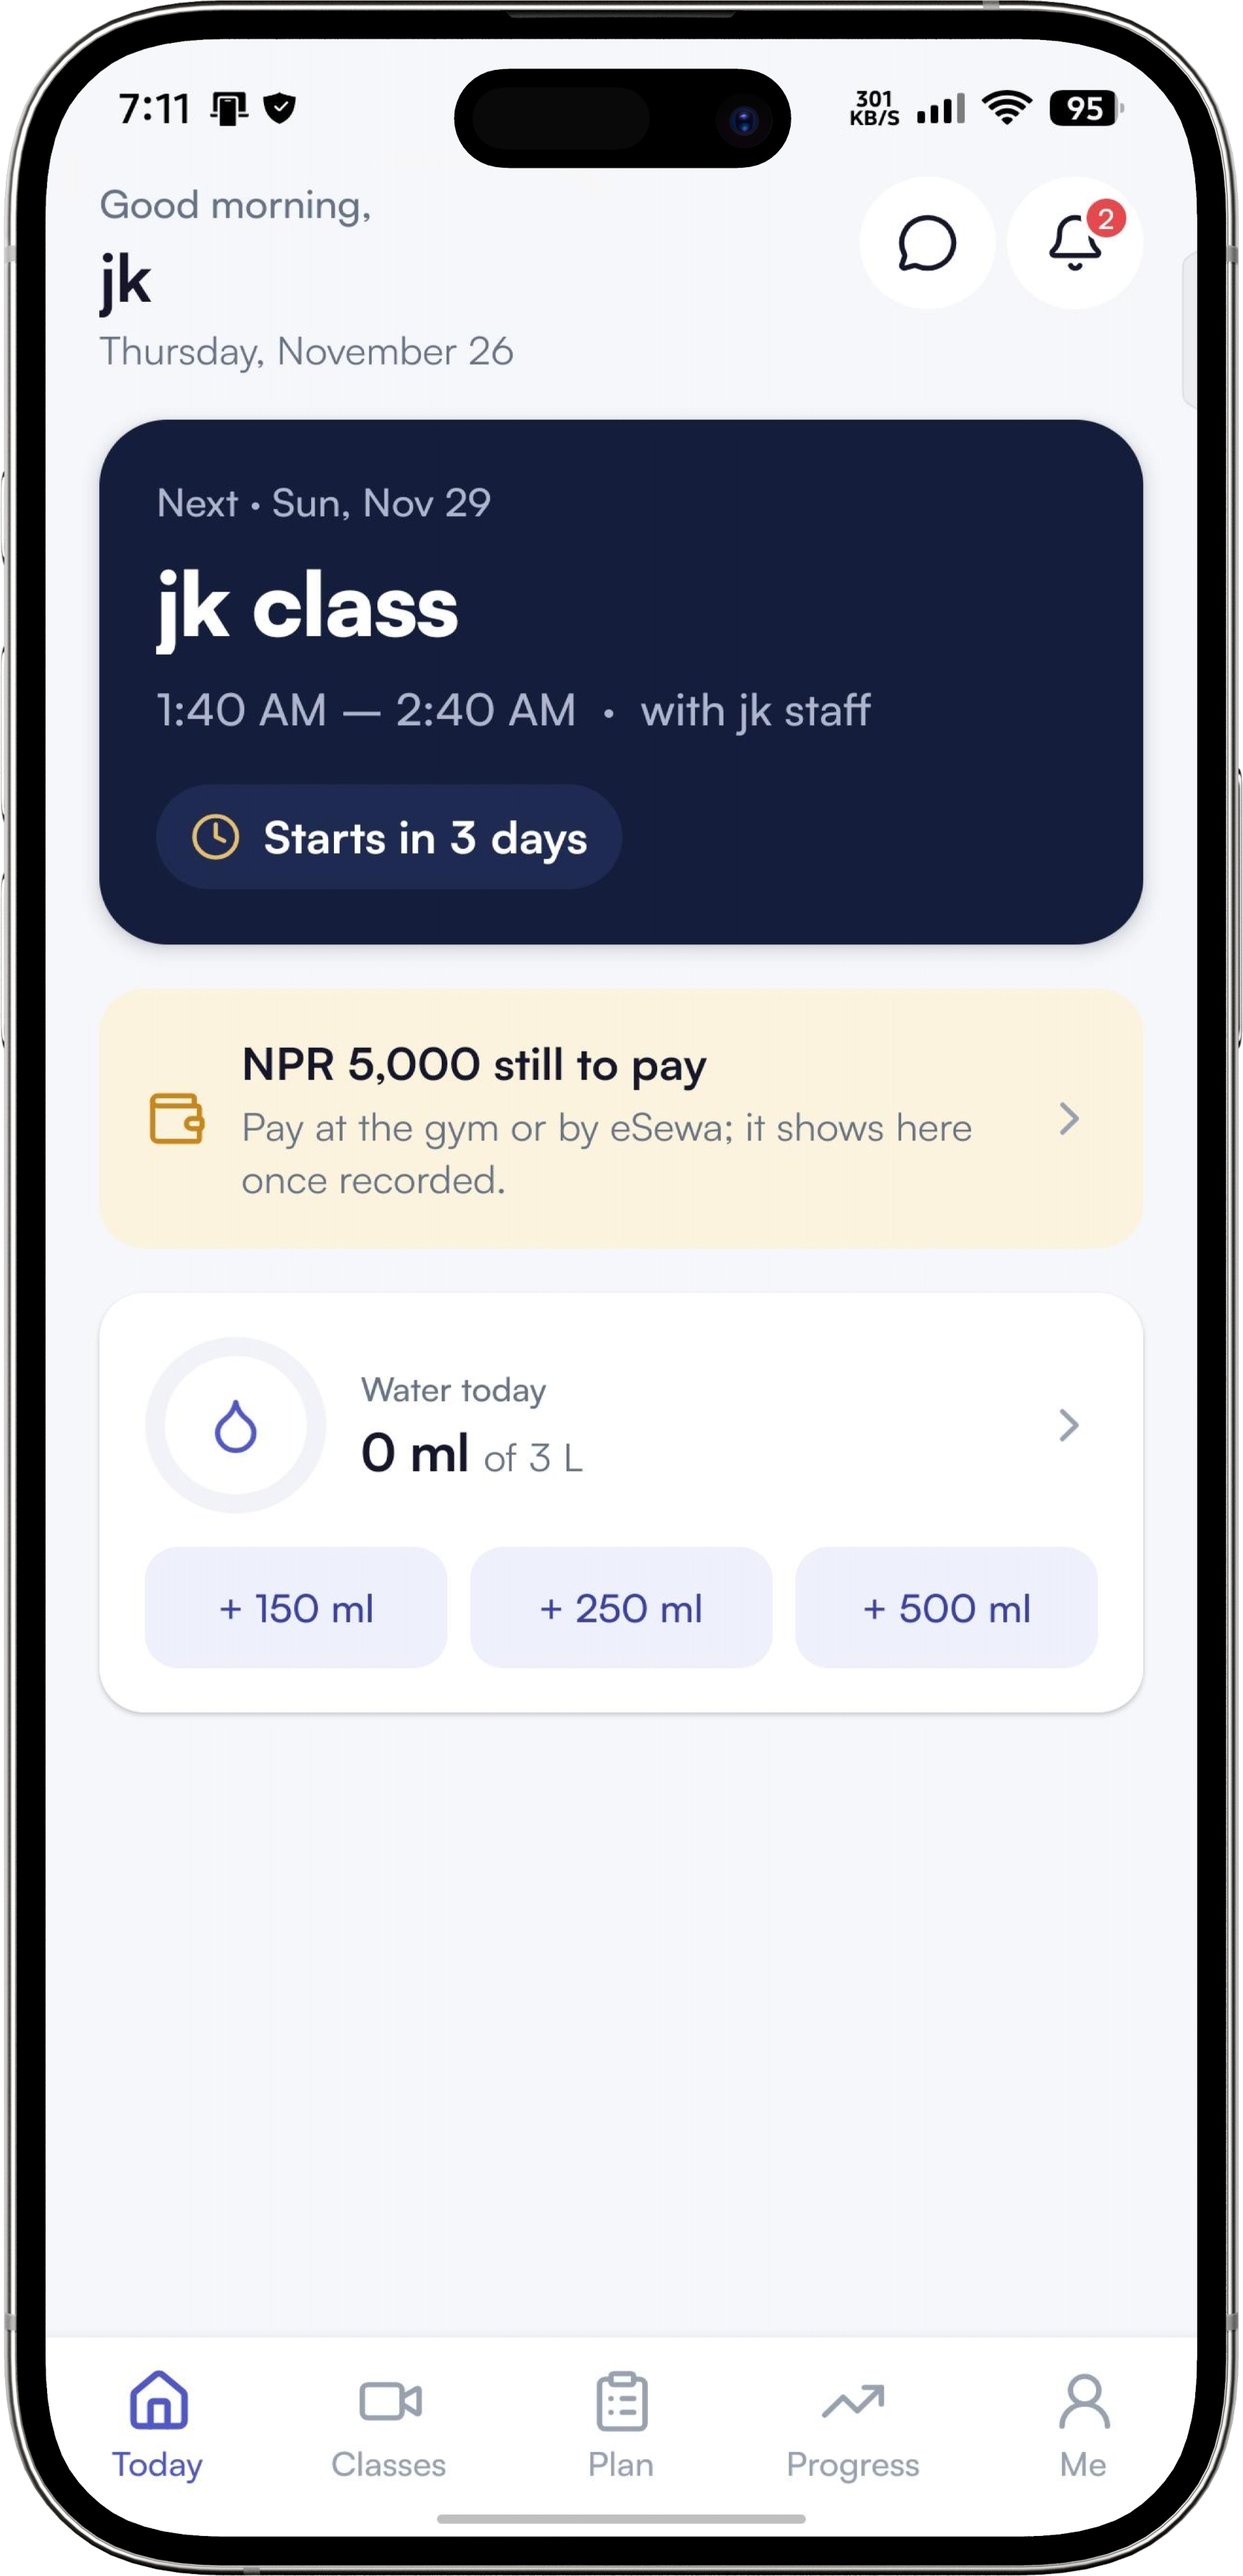 7:11
301
KB/S
95
Good morning,
jk
Thursday, November 26
2
Next · Sun, Nov 29
jk class
1:40 AM — 2:40 AM · with jk staff
Starts in 3 days
NPR 5,000 still to pay
Pay at the gym or by eSewa; it shows here
once recorded.
Water today
0 ml of 3 L
+ 150 ml
+ 250 ml
+ 500 ml
Today
Classes
Plan
Progress
Me